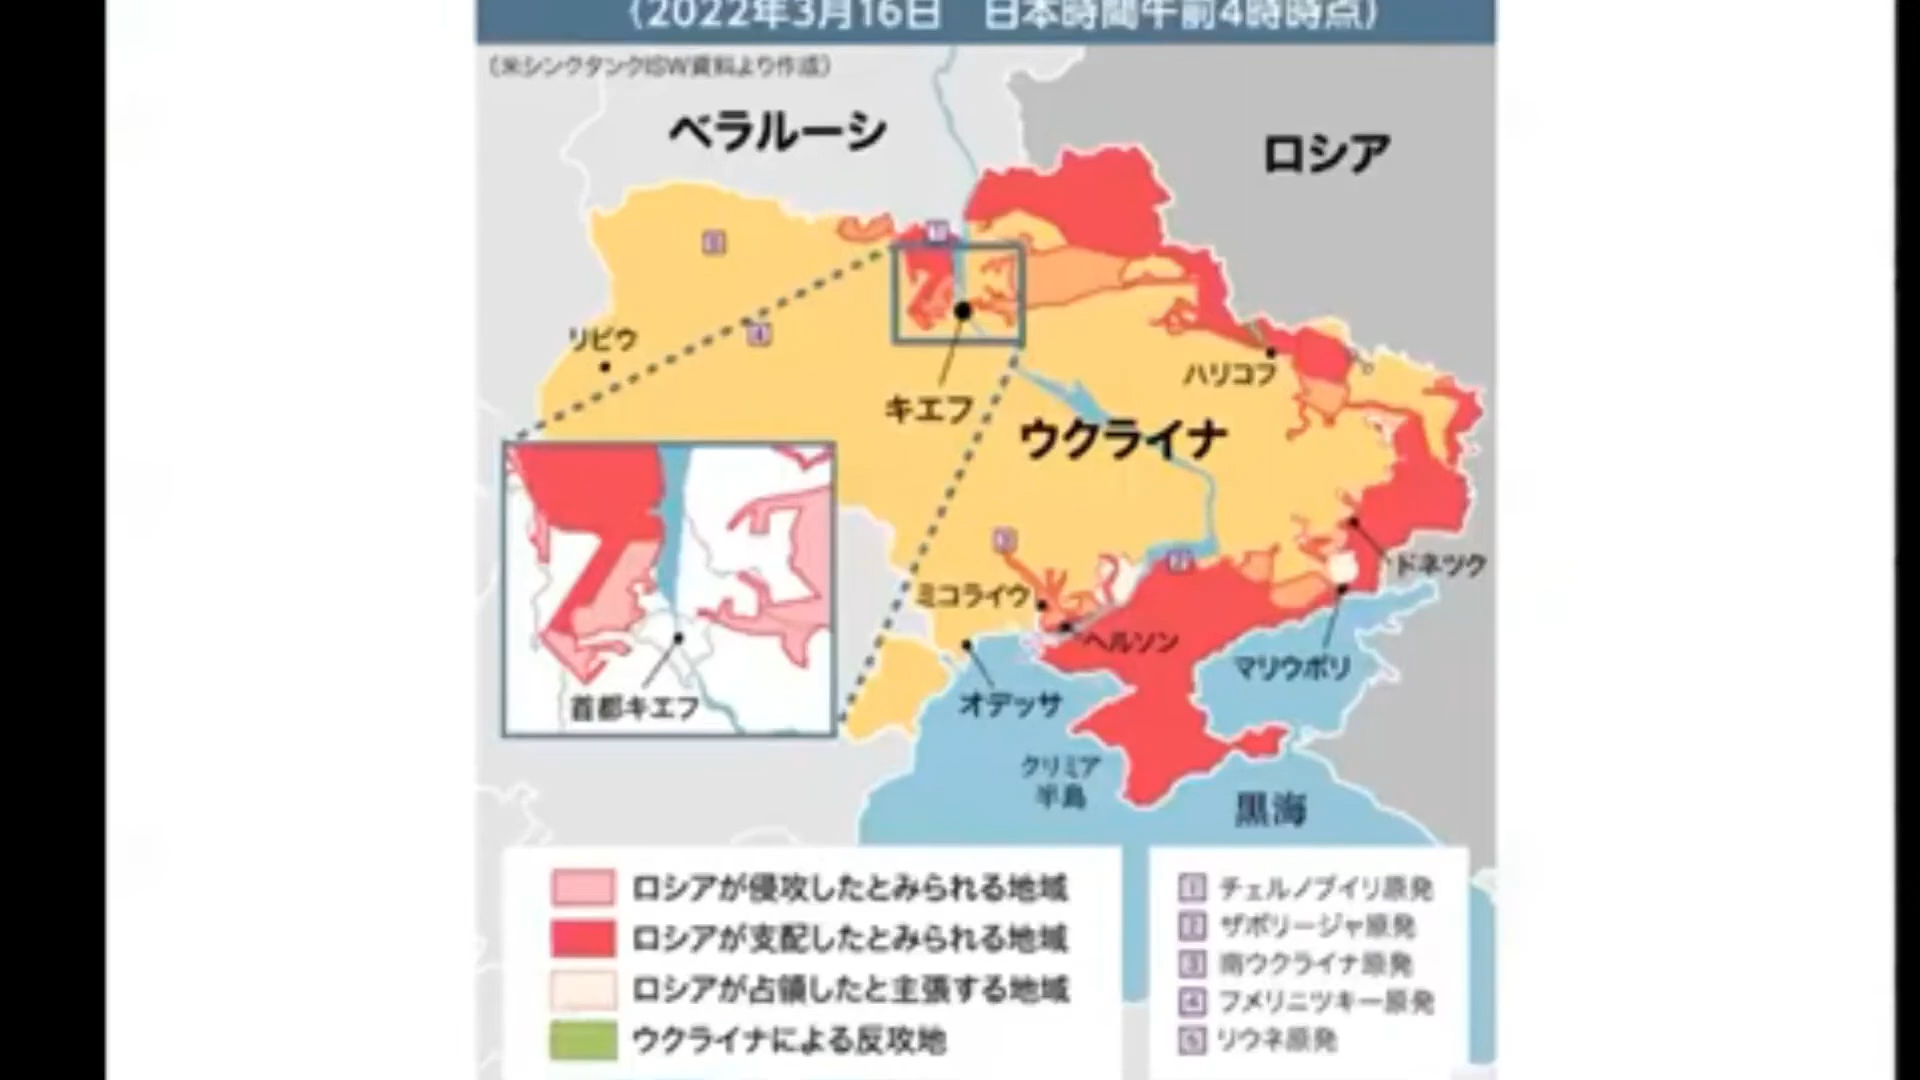 (2022年3月16日　日本時間午前4時時点)
(米シンクタンクISW資料より作成)
ベラルーシ
ロシア
1
5
4
リビウ
ハリコフ
キエフ
ウクライナ
3
2
ドネツク
ミコライウ
ヘルソン
マリウポリ
首都キエフ
オデッサ
クリミア
半島
黒海
ロシアが侵攻したとみられる地域
ロシアが支配したとみられる地域
ロシアが占領したと主張する地域
ウクライナによる反攻地
1 チェルノブイリ原発
2 ザポリージャ原発
3 南ウクライナ原発
4 フメリニツキー原発
5 リウネ原発